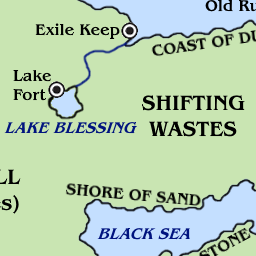 Old Ru
Exile Keep
COAST OF DU
Lake
Fort
SHIFTING
WASTES
LAKE BLESSING
LL
es)
SHORE OF SAND
BLACK SEA
STONE